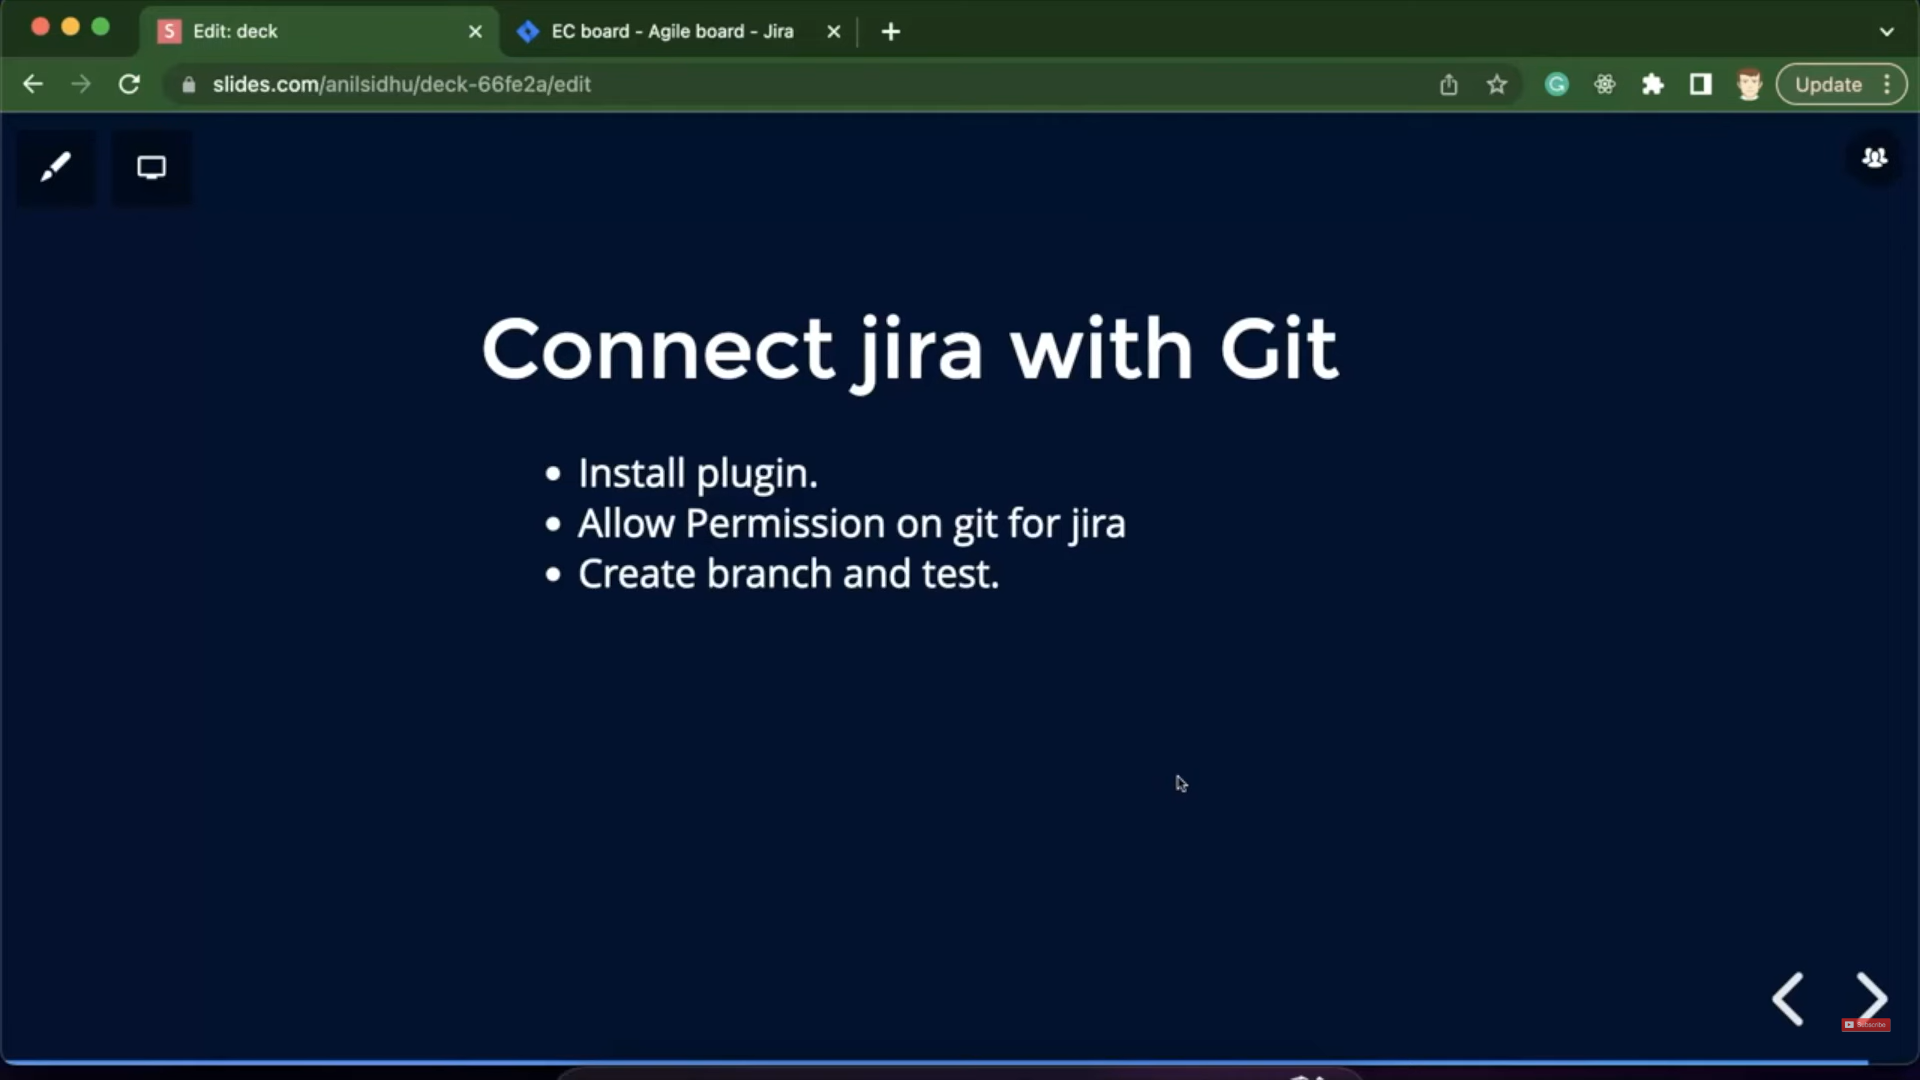 S Edit: deck
EC board - Agile board - Jira
slides.com/anilsidhu/deck-66fe2a/edit
G
Update
Connect jira with Git
• Install plugin.
• Allow Permission on git for jira
• Create branch and test.
Subscribe